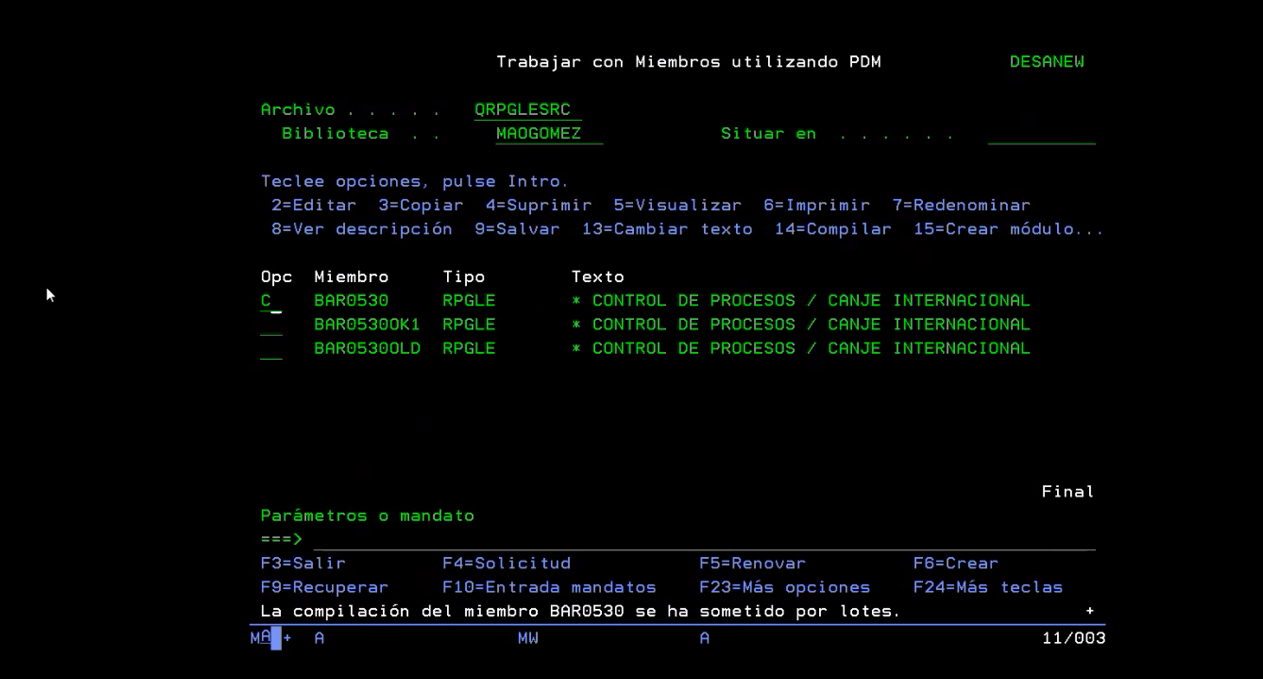 Trabajar con Miembros utilizando PDM DESANEW
Archivo . . . . . QRPGLESRC
Biblioteca . . MAOGOMEZ Situar en . . . . . .
Teclee opciones, pulse Intro.
2=Editar 3=Copiar 4=Suprimir 5=Visualizar 6=Imprimir 7=Redenominar
8=Ver descripción 9=Salvar 13=Cambiar texto 14=Compilar 15=Crear módulo...
Opc Miembro Tipo Texto
C_ BAR0530 RPGLE * CONTROL DE PROCESOS / CANJE INTERNACIONAL
__ BAR0530OK1 RPGLE * CONTROL DE PROCESOS / CANJE INTERNACIONAL
__ BAR0530OLD RPGLE * CONTROL DE PROCESOS / CANJE INTERNACIONAL
Final
Parámetros o mandato
===>
F3=Salir F4=Solicitud F5=Renovar F6=Crear
F9=Recuperar F10=Entrada mandatos F23=Más opciones F24=Más teclas
La compilación del miembro BAR0530 se ha sometido por lotes. +
MA + A MW A 11/003